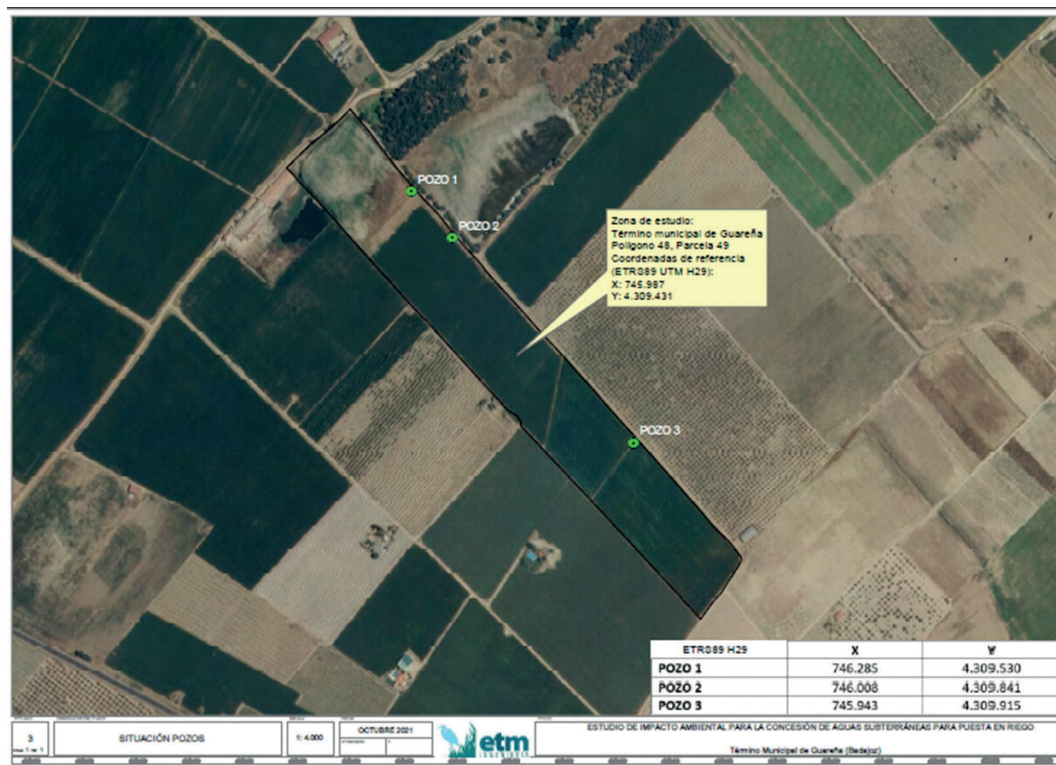 POZO 1
POZO 2
Zona de estudio:
Término municipal de Guareña
Polígono 48, Parcela 49
Coordenadas de referencia
(ETRS89 UTM H29):
X: 745.987
Y: 4.309.431
POZO 3
ETRS89 H29 X Y
POZO 1 746.285 4.309.530
POZO 2 746.008 4.309.841
POZO 3 745.943 4.309.915
3
SITUACIÓN POZOS
1: 4.000
OCTUBRE 2021
etm
INGENIERÍA
ESTUDIO DE IMPACTO AMBIENTAL PARA LA CONCESIÓN DE AGUAS SUBTERRÁNEAS PARA PUESTA EN RIEGO
Término Municipal de Guareña (Badajoz)